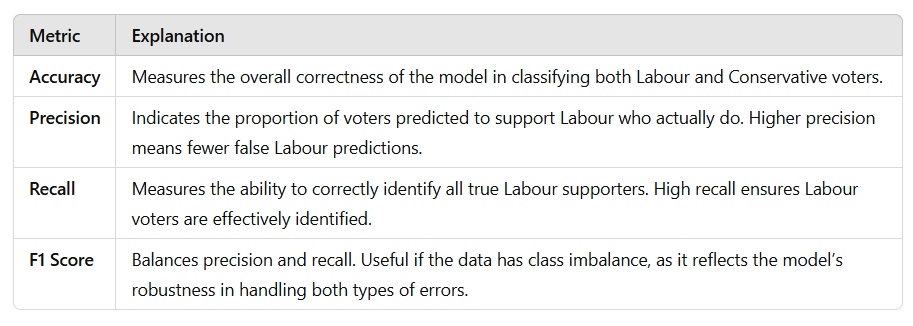 Metric Explanation
Accuracy Measures the overall correctness of the model in classifying both Labour and Conservative voters.
Precision Indicates the proportion of voters predicted to support Labour who actually do. Higher precision
means fewer false Labour predictions.
Recall Measures the ability to correctly identify all true Labour supporters. High recall ensures Labour
voters are effectively identified.
F1 Score Balances precision and recall. Useful if the data has class imbalance, as it reflects the model’s
robustness in handling both types of errors.